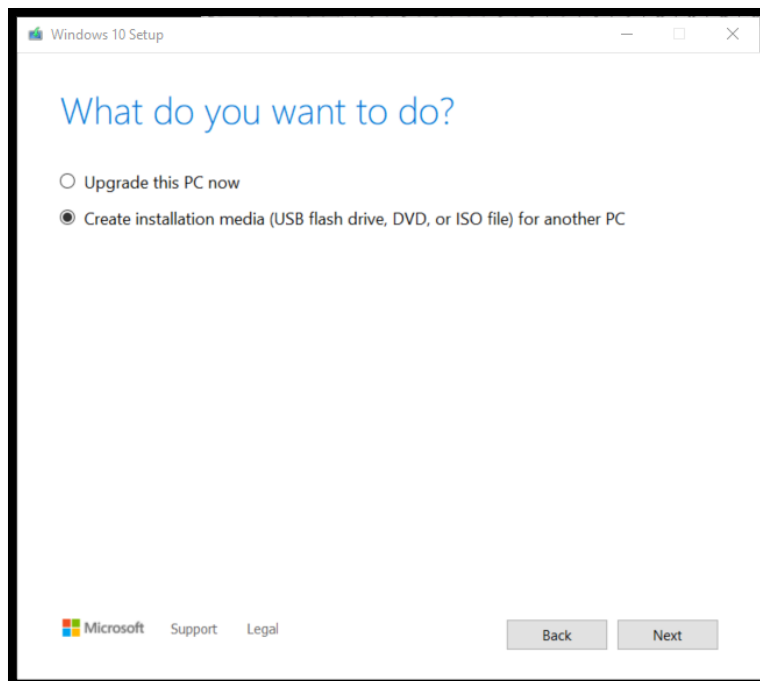 Windows 10 Setup
What do you want to do?
Upgrade this PC now
Create installation media (USB flash drive, DVD, or ISO file) for another PC
Microsoft Support Legal Back Next